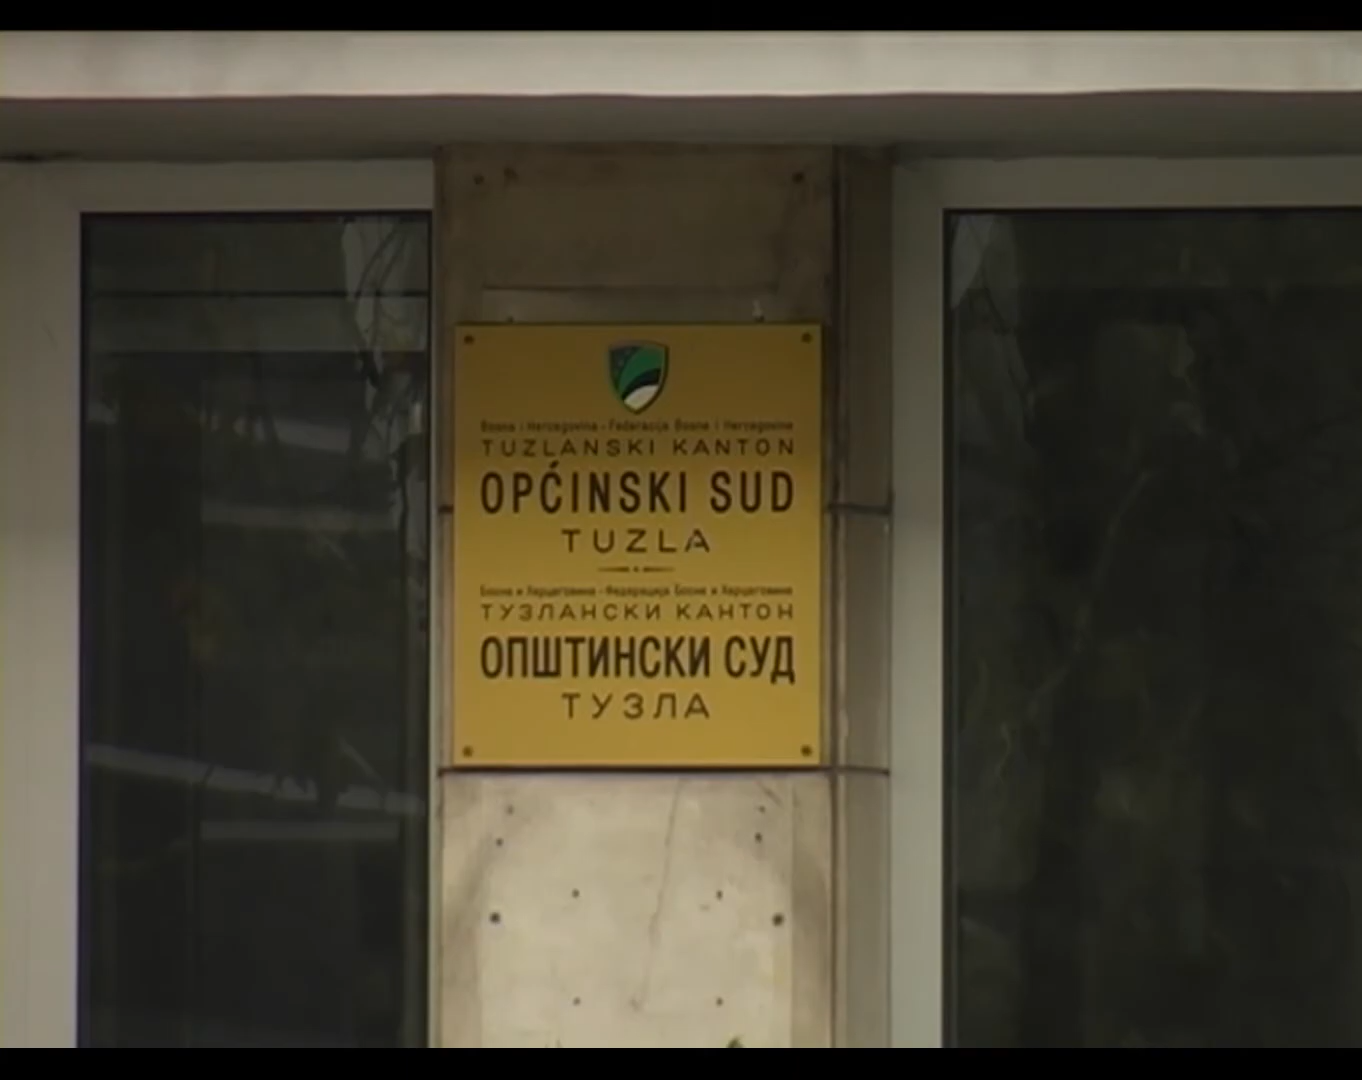 Bosna i Hercegovina - Federacija Bosne i Hercegovine
TUZLANSKI KANTON
OPĆINSKI SUD
TUZLA
Босна и Херцеговина - Федерација Босне и Херцеговине
ТУЗЛАНСКИ КАНТОН
ОПШТИНСКИ СУД
ТУЗЛА